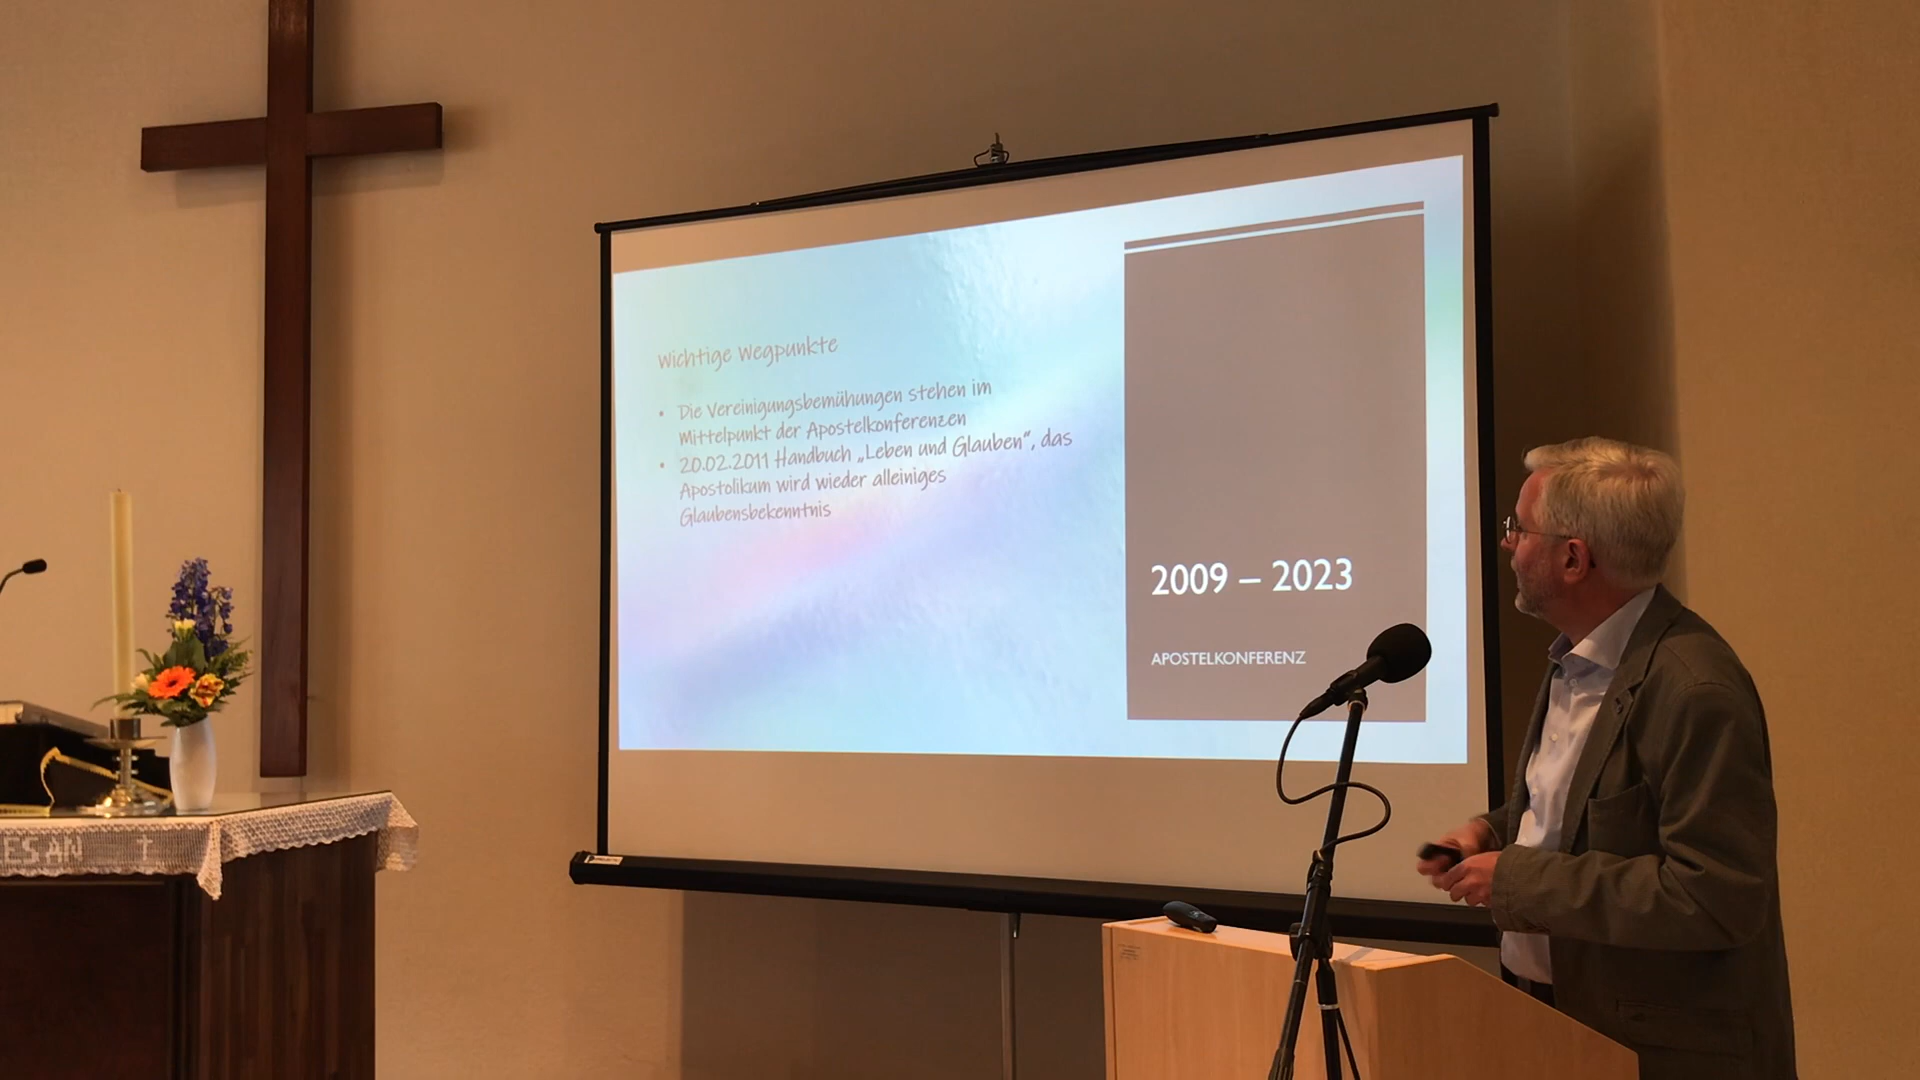 Wichtige Wegpunkte
• Die Vereinigungsbemühungen stehen im
Mittelpunkt der Apostelkonferenzen
• 20.02.2011 Handbuch „Leben und Glauben“, das
Apostolikum wird wieder alleiniges
Glaubensbekenntnis
2009 – 2023
APOSTELKONFERENZ
ESAN